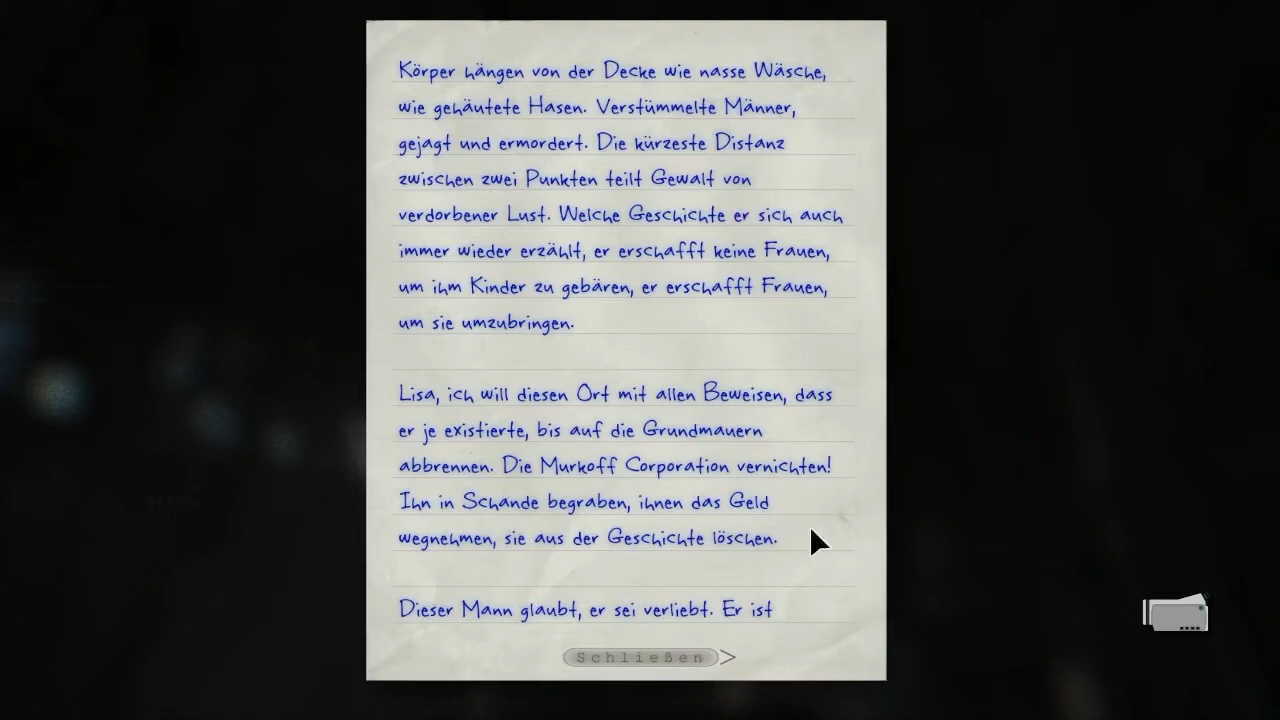 Körper hängen von der Decke wie nasse Wäsche,
wie gehäutete Hasen. Verstümmelte Männer,
gejagt und ermordert. Die kürzeste Distanz
zwischen zwei Punkten teilt Gewalt von
verdorbener Lust. Welche Geschichte er sich auch
immer wieder erzählt, er erschafft keine Frauen,
um ihm Kinder zu gebären, er erschafft Frauen,
um sie umzubringen.
Lisa, ich will diesen Ort mit allen Beweisen, dass
er je existierte, bis auf die Grundmauern
abbrennen. Die Murkoff Corporation vernichten!
Ihn in Schande begraben, ihnen das Geld
wegnehmen, sie aus der Geschichte löschen.
Dieser Mann glaubt, er sei verliebt. Er ist
Schließen